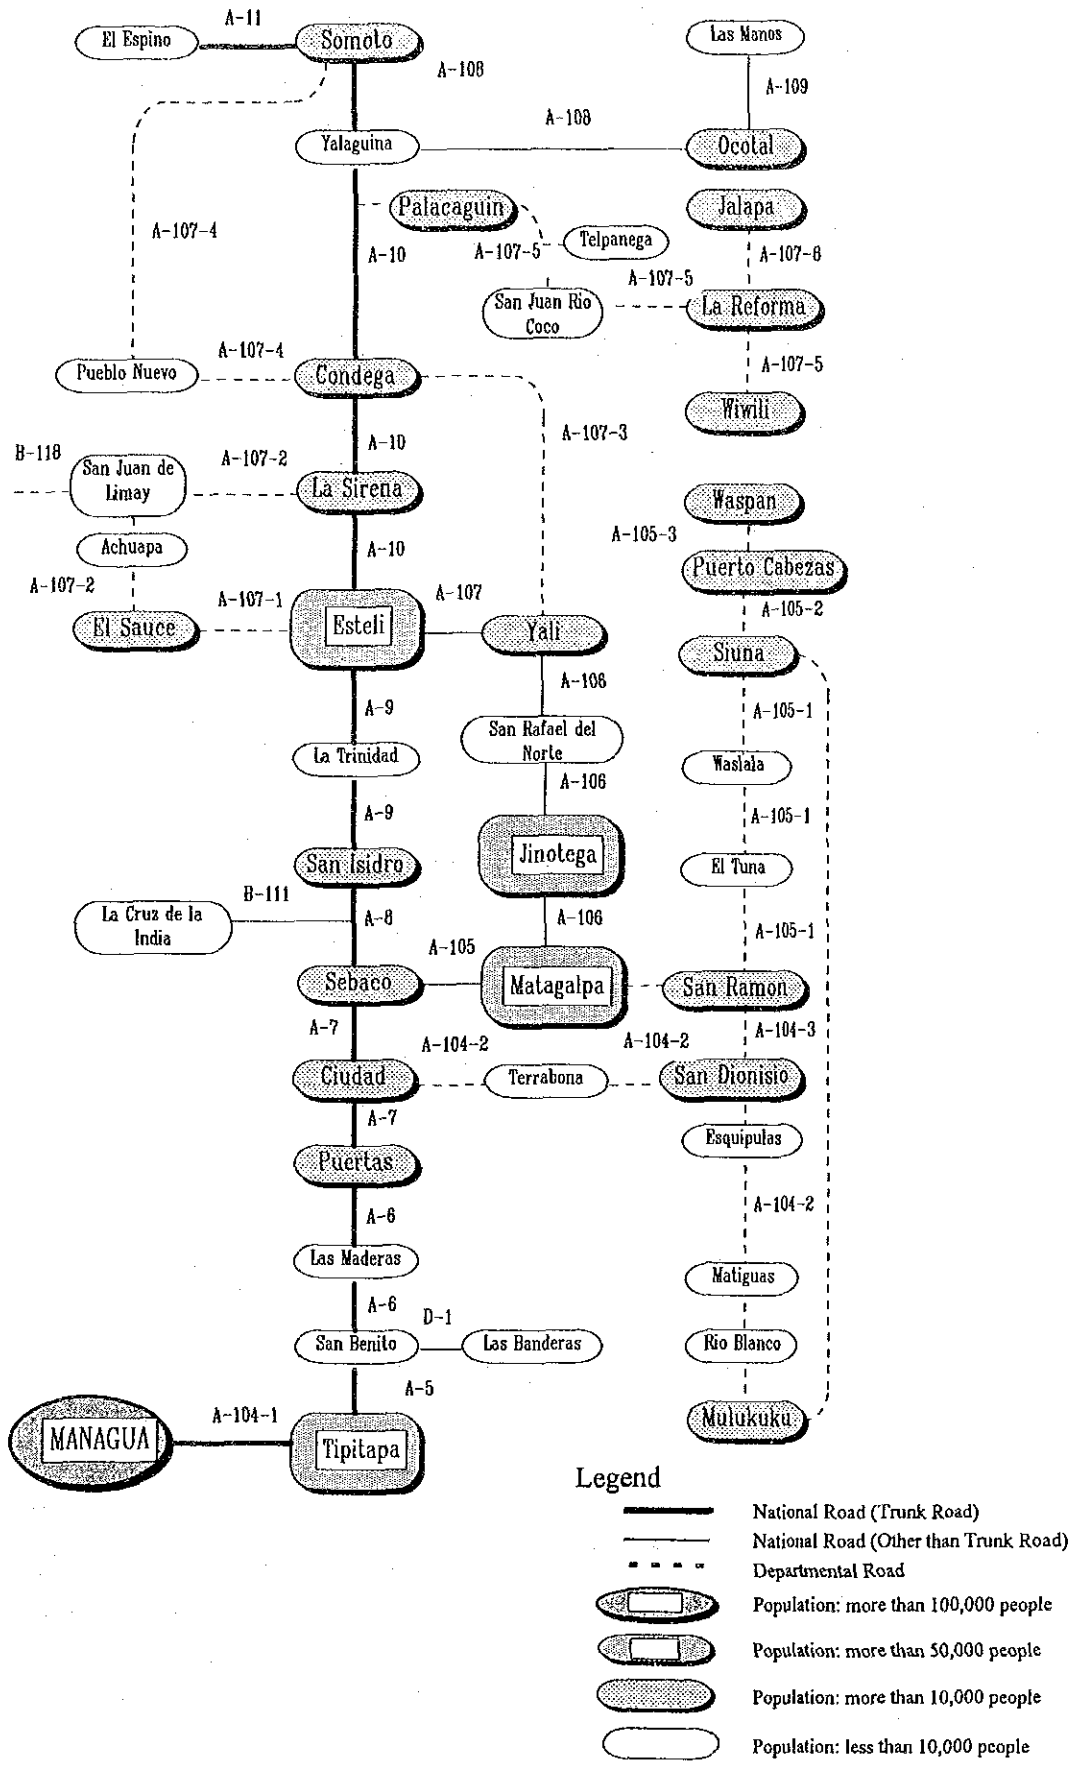 A-11
El Espino
Somoto
Las Manos
A-108
A-109
A-108
Yalaguina
Ocotal
Palacaguin
Jalapa
A-107-4
A-10
A-107-5
Telpanega
A-107-8
A-107-5
San Juan Rio
Coco
La Reforma
A-107-4
Pueblo Nuevo
Condega
A-107-5
Wiwili
A-107-3
B-118
San Juan de
Limay
A-107-2
A-10
La Sirena
Waspan
A-105-3
Achuapa
A-10
Puerto Cabezas
A-107-2
A-107-1
A-107
A-105-2
El Sauce
Esteli
Yali
Siuna
A-106
A-9
A-105-1
San Rafael del
Norte
La Trinidad
Waslala
A-106
A-9
A-105-1
Jinotega
San Isidro
El Tuna
B-111
La Cruz de la
India
A-8
A-106
A-105-1
A-105
Sebaco
Matagalpa
San Ramon
A-7
A-104-2
A-104-2
A-104-3
Ciudad
Terrabona
San Dionisio
A-7
Esquipulas
Puertas
A-6
A-104-2
Las Maderas
Matiguas
A-6
D-1
San Benito
Las Banderas
Rio Blanco
A-5
A-104-1
Mulukuku
MANAGUA
Tipitapa
Legend
National Road (Trunk Road)
National Road (Other than Trunk Road)
Departmental Road
Population: more than 100,000 people
Population: more than 50,000 people
Population: more than 10,000 people
Population: less than 10,000 people